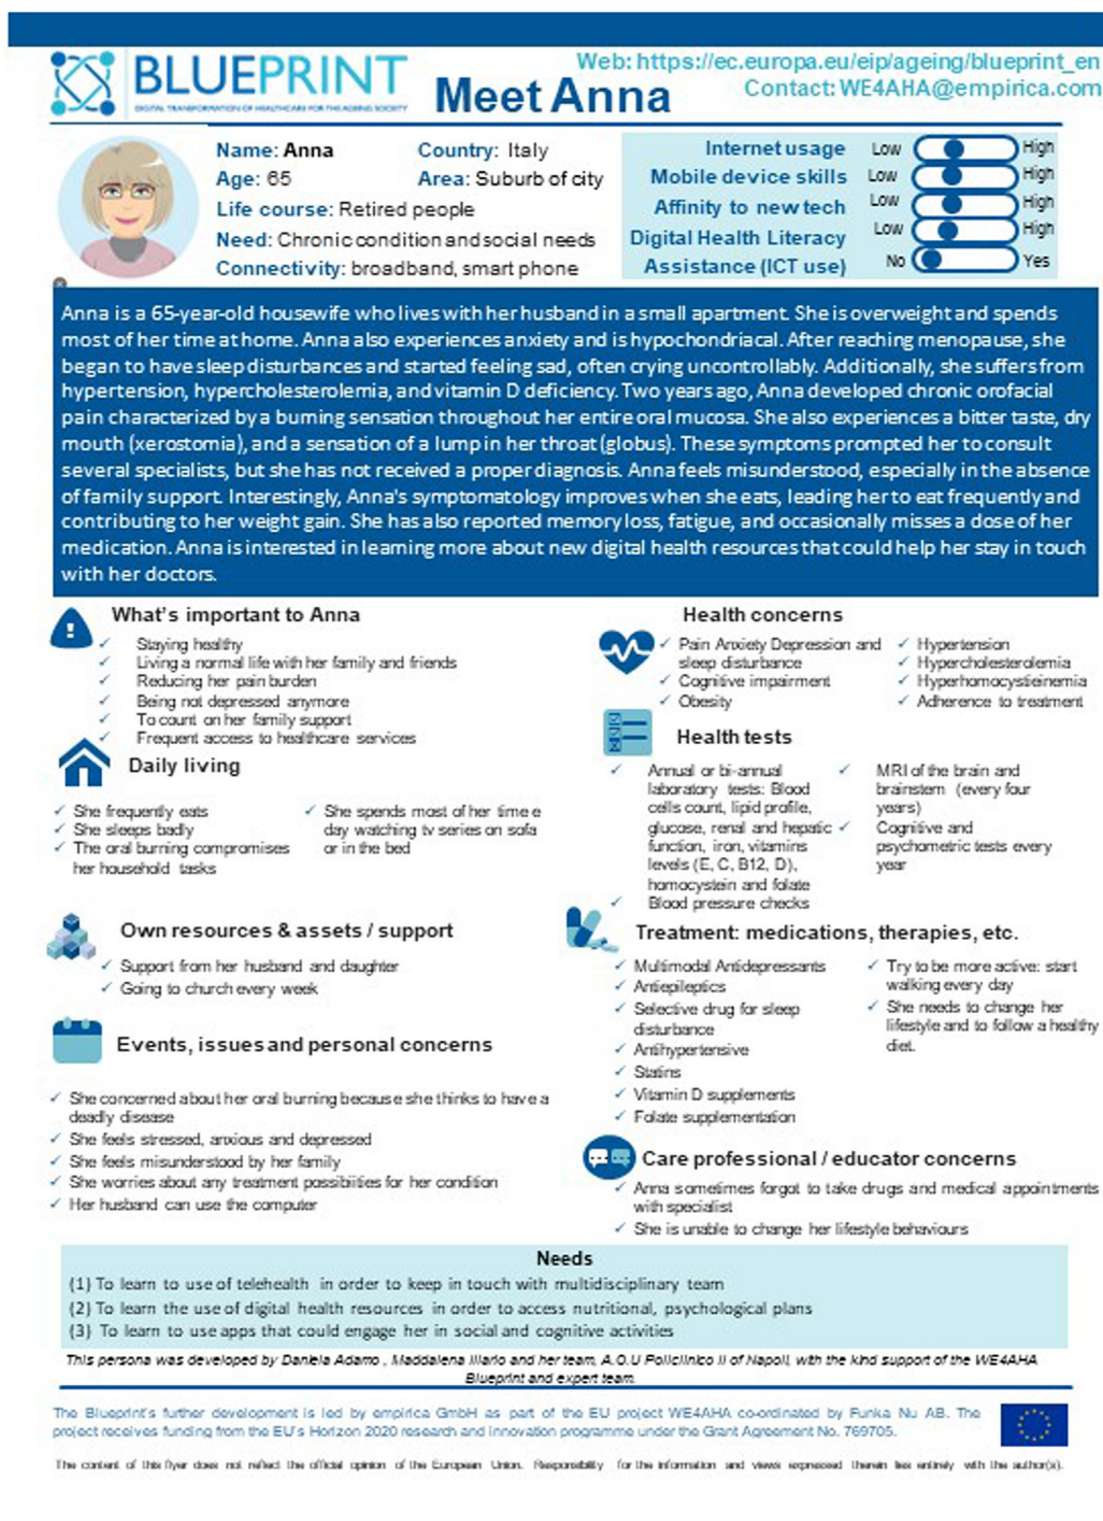 BLUEPRINT
DIGITAL TRANSFORMATION OF HEALTHCARE FOR THE AGEING SOCIETY
Meet Anna
Web: https://ec.europa.eu/eip/ageing/blueprint_en
Contact: WE4AHA@empirica.com
Name: Anna
Country: Italy
Age: 65
Area: Suburb of city
Life course: Retired people
Need: Chronic condition and social needs
Connectivity: broadband, smart phone
Internet usage Low High
Mobile device skills Low High
Affinity to new tech Low High
Digital Health Literacy Low High
Assistance (ICT use) No Yes
Anna is a 65-year-old housewife who lives with her husband in a small apartment. She is overweight and spends
most of her time at home. Anna also experiences anxiety and is hypochondriacal. After reaching menopause, she
began to have sleep disturbances and started feeling sad, often crying uncontrollably. Additionally, she suffers from
hypertension, hypercholesterolemia, and vitamin D deficiency. Two years ago, Anna developed chronic orofacial
pain characterized by a burning sensation throughout her entire oral mucosa. She also experiences a bitter taste, dry
mouth (xerostomia), and a sensation of a lump in her throat (globus). These symptoms prompted her to consult
several specialists, but she has not received a proper diagnosis. Anna feels misunderstood, especially in the absence
of family support. Interestingly, Anna's symptomatology improves when she eats, leading her to eat frequently and
contributing to her weight gain. She has also reported memory loss, fatigue, and occasionally misses a dose of her
medication. Anna is interested in learning more about new digital health resources that could help her stay in touch
with her doctors.
What's important to Anna
✓ Staying healthy
✓ Living a normal life with her family and friends
✓ Reducing her pain burden
✓ Being not depressed anymore
✓ To count on her family support
✓ Frequent access to healthcare services
Daily living
✓ She frequently eats
✓ She sleeps badly
✓ The oral burning compromises
her household tasks
✓ She spends most of her time e
day watching tv series on sofa
or in the bed
Own resources & assets / support
✓ Support from her husband and daughter
✓ Going to church every week
Events, issues and personal concerns
✓ She concerned about her oral burning because she thinks to have a
deadly disease
✓ She feels stressed, anxious and depressed
✓ She feels misunderstood by her family
✓ She worries about any treatment possibiities for her condition
✓ Her husband can use the computer
Health concerns
✓ Pain Anxiety Depression and
sleep disturbance
✓ Cognitive impairment
✓ Obesity
✓ Hypertension
✓ Hypercholesterolemia
✓ Hyperhomocystieinemia
✓ Adherence to treatment
Health tests
✓ Annual or bi-annual
laboratory tests: Blood
cells count, lipid profile,
glucose, renal and hepatic
function, iron, vitamins
levels (E, C, B12, D),
homocystein and folate
✓ Blood pressure checks
✓ MRI of the brain and
brainstem (every four
years)
✓ Cognitive and
psychometric tests every
year
Treatment: medications, therapies, etc.
✓ Multimodal Antidepressants
✓ Antiepileptics
✓ Selective drug for sleep
disturbance
✓ Antihypertensive
✓ Statins
✓ Vitamin D supplements
✓ Folate supplementation
✓ Try to be more active: start
walking every day
✓ She needs to change her
lifestyle and to follow a healthy
diet.
Care professional / educator concerns
✓ Anna sometimes forgot to take drugs and medical appointments
with specialist
✓ She is unable to change her lifestyle behaviours
Needs
(1) To learn to use of telehealth in order to keep in touch with multidisciplinary team
(2) To learn the use of digital health resources in order to access nutritional, psychological plans
(3) To learn to use apps that could engage her in social and cognitive activities
This persona was developed by Daniela Adamo , Maddalena Illario and her team, A.O.U Policlinico II of Napoli, with the kind support of the WE4AHA
Blueprint and expert team.
The Blueprint's further development is led by empirica GmbH as part of the EU project WE4AHA co-ordinated by Funka Nu AB. The
project receives funding from the EU's Horizon 2020 research and innovation programme under the Grant Agreement No. 769705.
The content of this flyer does not reflect the official opinion of the European Union. Responsibility for the information and views expressed therein lies entirely with the author(s).